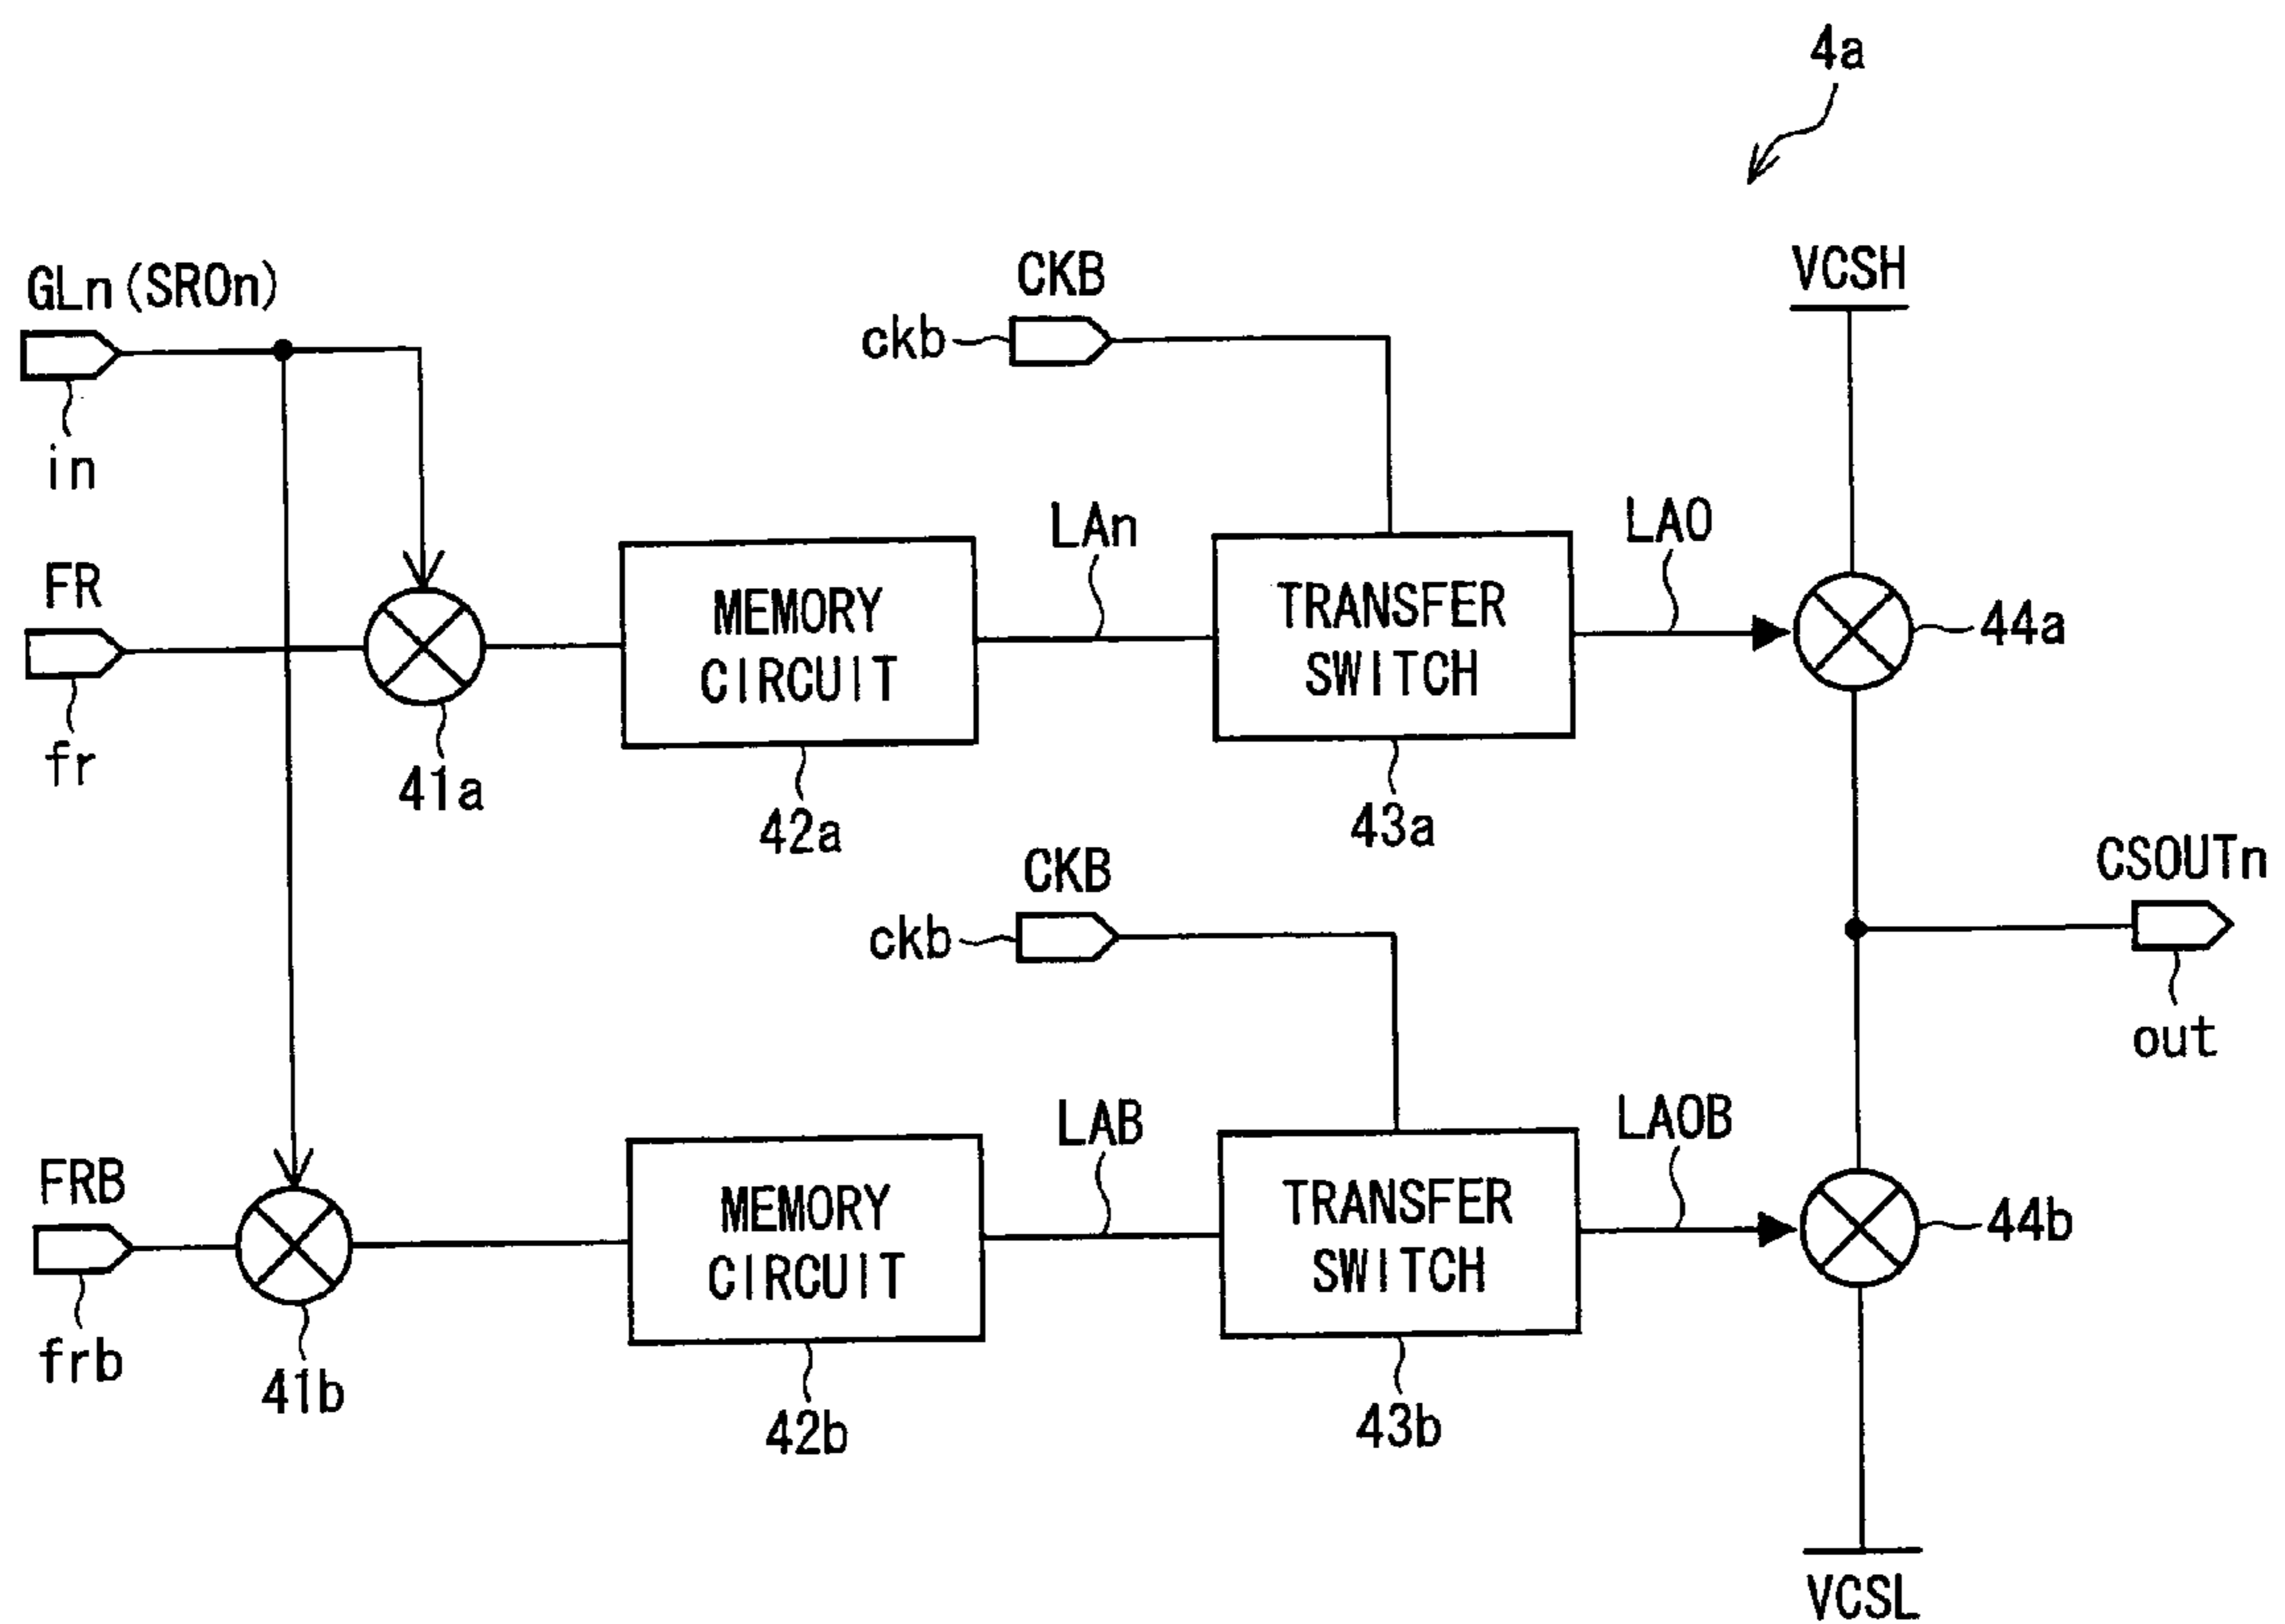 4a
VCSH
CKB
ckb
GLn(SROn)
in
LAn
LAO
FR
fr
MEMORY
CIRCUIT
TRANSFER
SWITCH
44a
41a
42a
43a
CKB
ckb
CSOUTn
out
LAB
LAOB
FRB
frb
MEMORY
CIRCUIT
TRANSFER
SWITCH
44b
41b
42b
43b
VCSL